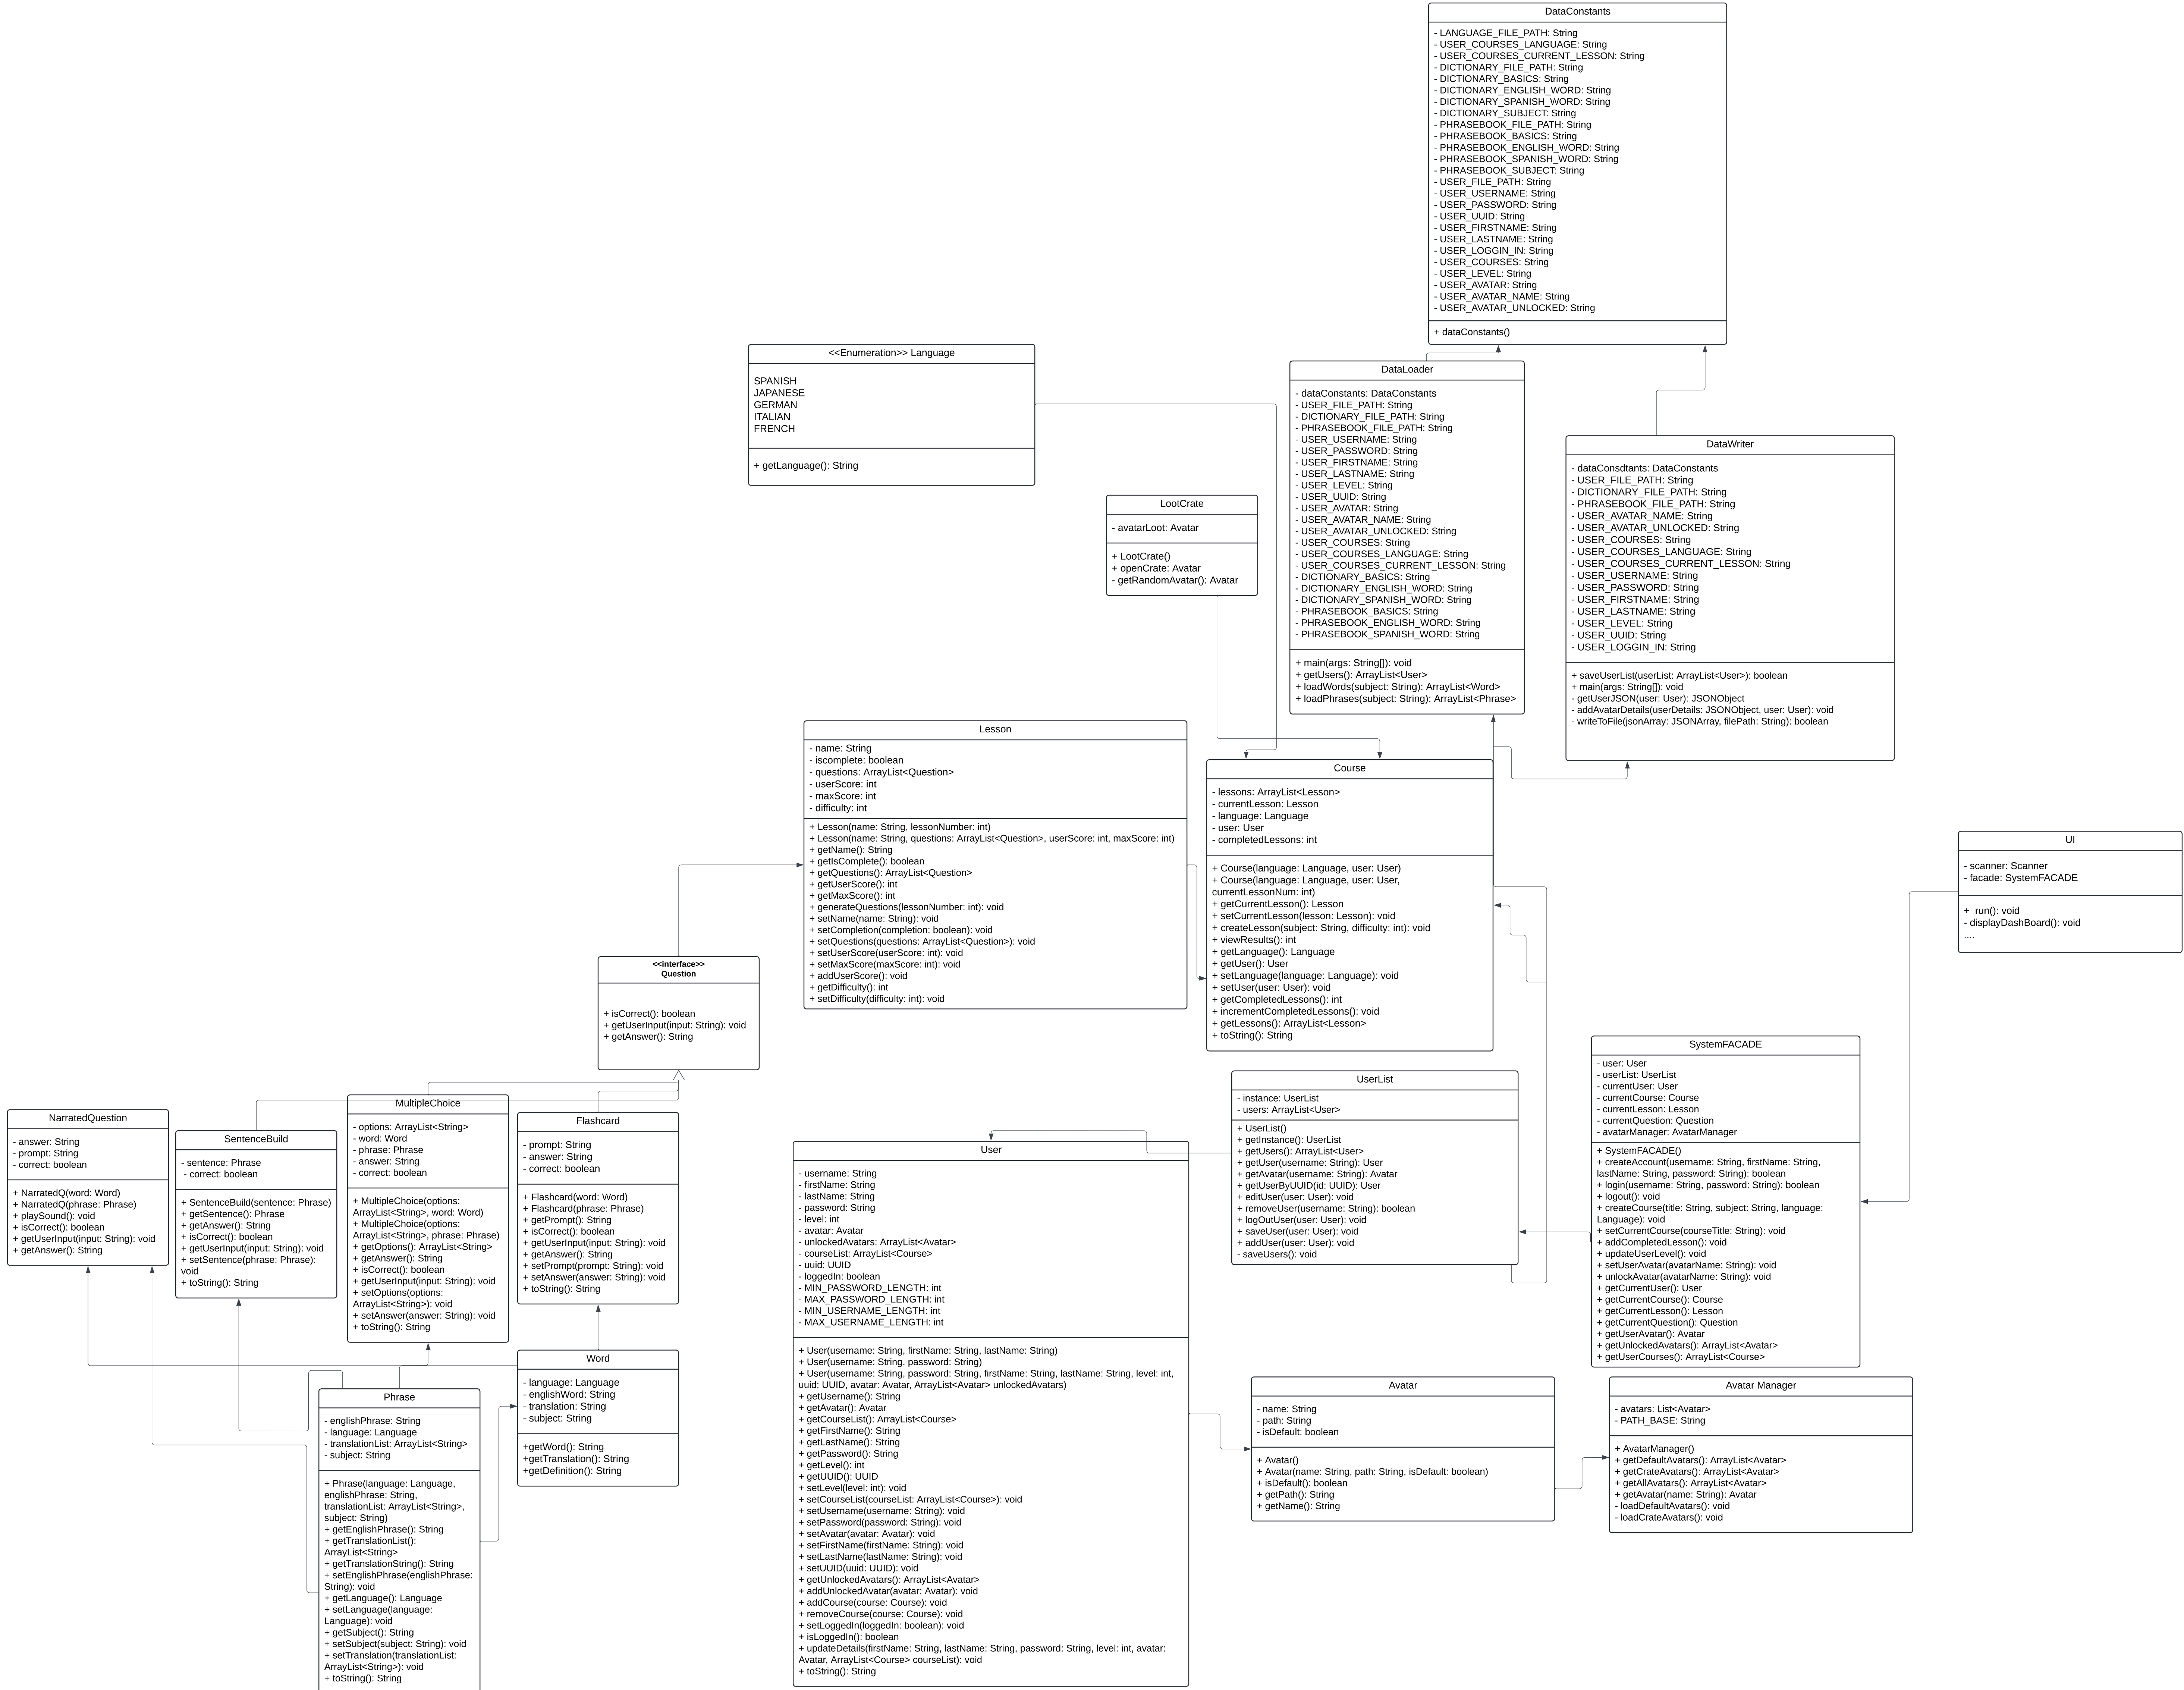 DataConstants
- LANGUAGE_FILE_PATH: String
- USER_COURSES_LANGUAGE: String
- USER_COURSES_CURRENT_LESSON: String
- DICTIONARY_FILE_PATH: String
- DICTIONARY_BASICS: String
- DICTIONARY_ENGLISH_WORD: String
- DICTIONARY_SPANISH_WORD: String
- DICTIONARY_SUBJECT: String
- PHRASEBOOK_FILE_PATH: String
- PHRASEBOOK_BASICS: String
- PHRASEBOOK_ENGLISH_WORD: String
- PHRASEBOOK_SPANISH_WORD: String
- PHRASEBOOK_SUBJECT: String
- USER_FILE_PATH: String
- USER_USERNAME: String
- USER_PASSWORD: String
- USER_UUID: String
- USER_FIRSTNAME: String
- USER_LASTNAME: String
- USER_LOGGIN_IN: String
- USER_COURSES: String
- USER_LEVEL: String
- USER_AVATAR: String
- USER_AVATAR_NAME: String
- USER_AVATAR_UNLOCKED: String
+ dataConstants()
<<Enumeration>> Language
SPANISH
JAPANESE
GERMAN
ITALIAN
FRENCH
+ getLanguage(): String
DataLoader
- dataConstants: DataConstants
- USER_FILE_PATH: String
- DICTIONARY_FILE_PATH: String
- PHRASEBOOK_FILE_PATH: String
- USER_USERNAME: String
- USER_PASSWORD: String
- USER_FIRSTNAME: String
- USER_LASTNAME: String
- USER_LEVEL: String
- USER_UUID: String
- USER_AVATAR: String
- USER_AVATAR_NAME: String
- USER_AVATAR_UNLOCKED: String
- USER_COURSES: String
- USER_COURSES_LANGUAGE: String
- USER_COURSES_CURRENT_LESSON: String
- DICTIONARY_BASICS: String
- DICTIONARY_ENGLISH_WORD: String
- DICTIONARY_SPANISH_WORD: String
- PHRASEBOOK_BASICS: String
- PHRASEBOOK_ENGLISH_WORD: String
- PHRASEBOOK_SPANISH_WORD: String
+ main(args: String[]): void
+ getUsers(): ArrayList<User>
+ loadWords(subject: String): ArrayList<Word>
+ loadPhrases(subject: String): ArrayList<Phrase>
DataWriter
- dataConsdtants: DataConstants
- USER_FILE_PATH: String
- DICTIONARY_FILE_PATH: String
- PHRASEBOOK_FILE_PATH: String
- USER_AVATAR_NAME: String
- USER_AVATAR_UNLOCKED: String
- USER_COURSES: String
- USER_COURSES_LANGUAGE: String
- USER_COURSES_CURRENT_LESSON: String
- USER_USERNAME: String
- USER_PASSWORD: String
- USER_FIRSTNAME: String
- USER_LASTNAME: String
- USER_LEVEL: String
- USER_UUID: String
- USER_LOGGIN_IN: String
+ saveUserList(userList: ArrayList<User>): boolean
+ main(args: String[]): void
- getUserJSON(user: User): JSONObject
- addAvatarDetails(userDetails: JSONObject, user: User): void
- writeToFile(jsonArray: JSONArray, filePath: String): boolean
LootCrate
- avatarLoot: Avatar
+ LootCrate()
+ openCrate: Avatar
- getRandomAvatar(): Avatar
Lesson
- name: String
- iscomplete: boolean
- questions: ArrayList<Question>
- userScore: int
- maxScore: int
- difficulty: int
+ Lesson(name: String, lessonNumber: int)
+ Lesson(name: String, questions: ArrayList<Question>, userScore: int, maxScore: int)
+ getName(): String
+ getIsComplete(): boolean
+ getQuestions(): ArrayList<Question>
+ getUserScore(): int
+ getMaxScore(): int
+ generateQuestions(lessonNumber: int): void
+ setName(name: String): void
+ setCompletion(completion: boolean): void
+ setQuestions(questions: ArrayList<Question>): void
+ setUserScore(userScore: int): void
+ setMaxScore(maxScore: int): void
+ addUserScore(): void
+ getDifficulty(): int
+ setDifficulty(difficulty: int): void
Course
- lessons: ArrayList<Lesson>
- currentLesson: Lesson
- language: Language
- user: User
- completedLessons: int
+ Course(language: Language, user: User)
+ Course(language: Language, user: User,
currentLessonNum: int)
+ getCurrentLesson(): Lesson
+ setCurrentLesson(lesson: Lesson): void
+ createLesson(subject: String, difficulty: int): void
+ viewResults(): int
+ getLanguage(): Language
+ getUser(): User
+ setLanguage(language: Language): void
+ setUser(user: User): void
+ getCompletedLessons(): int
+ incrementCompletedLessons(): void
+ getLessons(): ArrayList<Lesson>
+ toString(): String
UI
- scanner: Scanner
- facade: SystemFACADE
+ run(): void
- displayDashBoard(): void
....
<<interface>>
Question
+ isCorrect(): boolean
+ getUserInput(input: String): void
+ getAnswer(): String
SystemFACADE
- user: User
- userList: UserList
- currentUser: User
- currentCourse: Course
- currentLesson: Lesson
- currentQuestion: Question
- avatarManager: AvatarManager
+ SystemFACADE()
+ createAccount(username: String, firstName: String,
lastName: String, password: String): boolean
+ login(username: String, password: String): boolean
+ logout(): void
+ createCourse(title: String, subject: String, language:
Language): void
+ setCurrentCourse(courseTitle: String): void
+ addCompletedLesson(): void
+ updateUserLevel(): void
+ setUserAvatar(avatarName: String): void
+ unlockAvatar(avatarName: String): void
+ getCurrentUser(): User
+ getCurrentCourse(): Course
+ getCurrentLesson(): Lesson
+ getCurrentQuestion(): Question
+ getUserAvatar(): Avatar
+ getUnlockedAvatars(): ArrayList<Avatar>
+ getUserCourses(): ArrayList<Course>
UserList
- instance: UserList
- users: ArrayList<User>
+ UserList()
+ getInstance(): UserList
+ getUsers(): ArrayList<User>
+ getUser(username: String): User
+ getAvatar(username: String): Avatar
+ getUserByUUID(id: UUID): User
+ editUser(user: User): void
+ removeUser(username: String): boolean
+ logOutUser(user: User): void
+ saveUser(user: User): void
+ addUser(user: User): void
- saveUsers(): void
NarratedQuestion
- answer: String
- prompt: String
- correct: boolean
+ NarratedQ(word: Word)
+ NarratedQ(phrase: Phrase)
+ playSound(): void
+ isCorrect(): boolean
+ getUserInput(input: String): void
+ getAnswer(): String
SentenceBuild
- sentence: Phrase
- correct: boolean
+ SentenceBuild(sentence: Phrase)
+ getSentence(): Phrase
+ getAnswer(): String
+ isCorrect(): boolean
+ getUserInput(input: String): void
+ setSentence(phrase: Phrase):
void
+ toString(): String
MultipleChoice
- options: ArrayList<String>
- word: Word
- phrase: Phrase
- answer: String
- correct: boolean
+ MultipleChoice(options:
ArrayList<String>, word: Word)
+ MultipleChoice(options:
ArrayList<String>, phrase: Phrase)
+ getOptions(): ArrayList<String>
+ getAnswer(): String
+ isCorrect(): boolean
+ getUserInput(input: String): void
+ setOptions(options:
ArrayList<String>): void
+ setAnswer(answer: String): void
+ toString(): String
Flashcard
- prompt: String
- answer: String
- correct: boolean
+ Flashcard(word: Word)
+ Flashcard(phrase: Phrase)
+ getPrompt(): String
+ isCorrect(): boolean
+ getUserInput(input: String): void
+ getAnswer(): String
+ setPrompt(prompt: String): void
+ setAnswer(answer: String): void
+ toString(): String
User
- username: String
- firstName: String
- lastName: String
- password: String
- level: int
- avatar: Avatar
- unlockedAvatars: ArrayList<Avatar>
- courseList: ArrayList<Course>
- uuid: UUID
- loggedIn: boolean
- MIN_PASSWORD_LENGTH: int
- MAX_PASSWORD_LENGTH: int
- MIN_USERNAME_LENGTH: int
- MAX_USERNAME_LENGTH: int
+ User(username: String, firstName: String, lastName: String)
+ User(username: String, password: String)
+ User(username: String, password: String, firstName: String, lastName: String, level: int,
uuid: UUID, avatar: Avatar, ArrayList<Avatar> unlockedAvatars)
+ getUsername(): String
+ getAvatar(): Avatar
+ getCourseList(): ArrayList<Course>
+ getFirstName(): String
+ getLastName(): String
+ getPassword(): String
+ getLevel(): int
+ getUUID(): UUID
+ setLevel(level: int): void
+ setCourseList(courseList: ArrayList<Course>): void
+ setUsername(username: String): void
+ setPassword(password: String): void
+ setAvatar(avatar: Avatar): void
+ setFirstName(firstName: String): void
+ setLastName(lastName: String): void
+ setUUID(uuid: UUID): void
+ getUnlockedAvatars(): ArrayList<Avatar>
+ addUnlockedAvatar(avatar: Avatar): void
+ addCourse(course: Course): void
+ removeCourse(course: Course): void
+ setLoggedIn(loggedIn: boolean): void
+ isLoggedIn(): boolean
+ updateDetails(firstName: String, lastName: String, password: String, level: int, avatar:
Avatar, ArrayList<Course> courseList): void
+ toString(): String
Word
- language: Language
- englishWord: String
- translation: String
- subject: String
+getWord(): String
+getTranslation(): String
+getDefinition(): String
Phrase
- englishPhrase: String
- language: Language
- translationList: ArrayList<String>
- subject: String
+ Phrase(language: Language,
englishPhrase: String,
translationList: ArrayList<String>,
subject: String)
+ getEnglishPhrase(): String
+ getTranslationList():
ArrayList<String>
+ getTranslationString(): String
+ setEnglishPhrase(englishPhrase:
String): void
+ getLanguage(): Language
+ setLanguage(language:
Language): void
+ getSubject(): String
+ setSubject(subject: String): void
+ setTranslation(translationList:
ArrayList<String>): void
+ toString(): String
Avatar
- name: String
- path: String
- isDefault: boolean
+ Avatar()
+ Avatar(name: String, path: String, isDefault: boolean)
+ isDefault(): boolean
+ getPath(): String
+ getName(): String
Avatar Manager
- avatars: List<Avatar>
- PATH_BASE: String
+ AvatarManager()
+ getDefaultAvatars(): ArrayList<Avatar>
+ getCrateAvatars(): ArrayList<Avatar>
+ getAllAvatars(): ArrayList<Avatar>
+ getAvatar(name: String): Avatar
- loadDefaultAvatars(): void
- loadCrateAvatars(): void